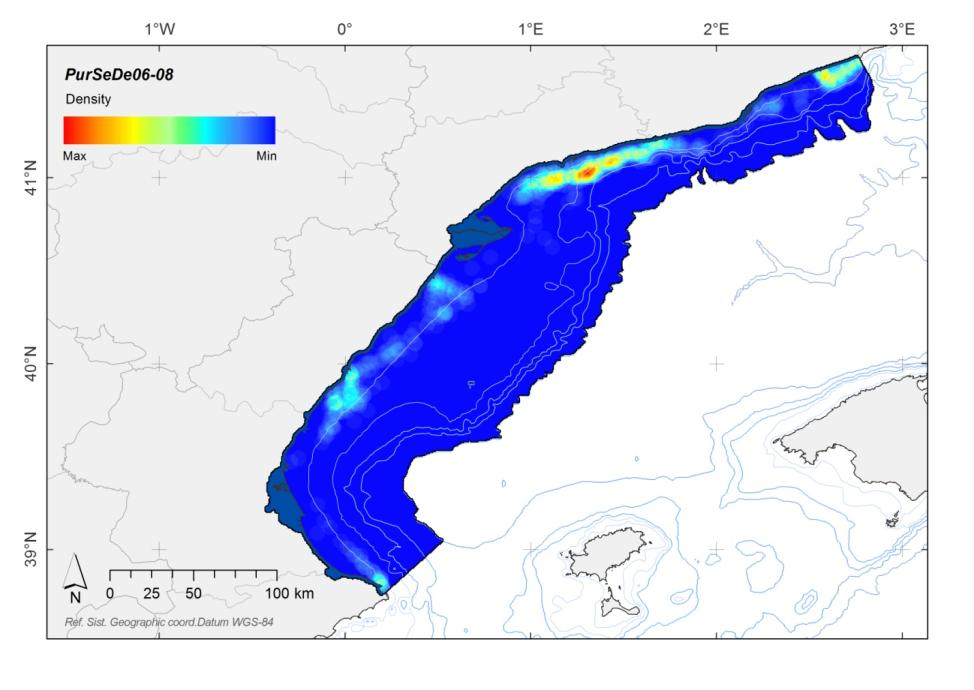 1°W 0° 1°E 2°E 3°E
PurSeDe06-08
Density
Max Min
41°N
40°N
39°N
N
0 25 50 100 km
Ref. Sist. Geographic coord.Datum WGS-84